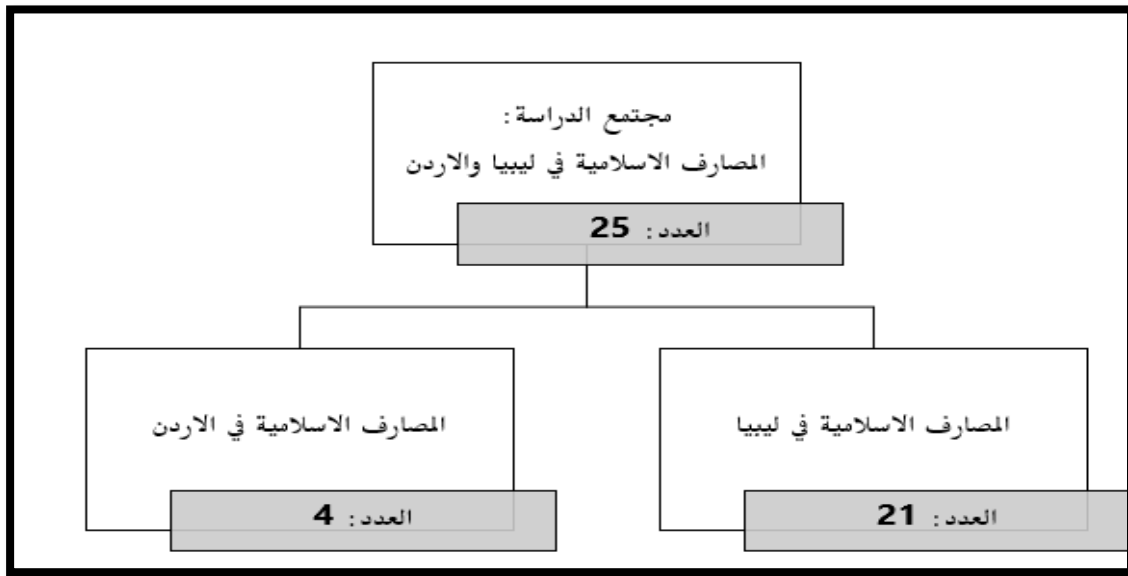 مجتمع الدراسة:
المصارف الاسلامية في ليبيا والاردن
العدد: 25
المصارف الاسلامية في ليبيا
العدد: 21
المصارف الاسلامية في الاردن
العدد: 4